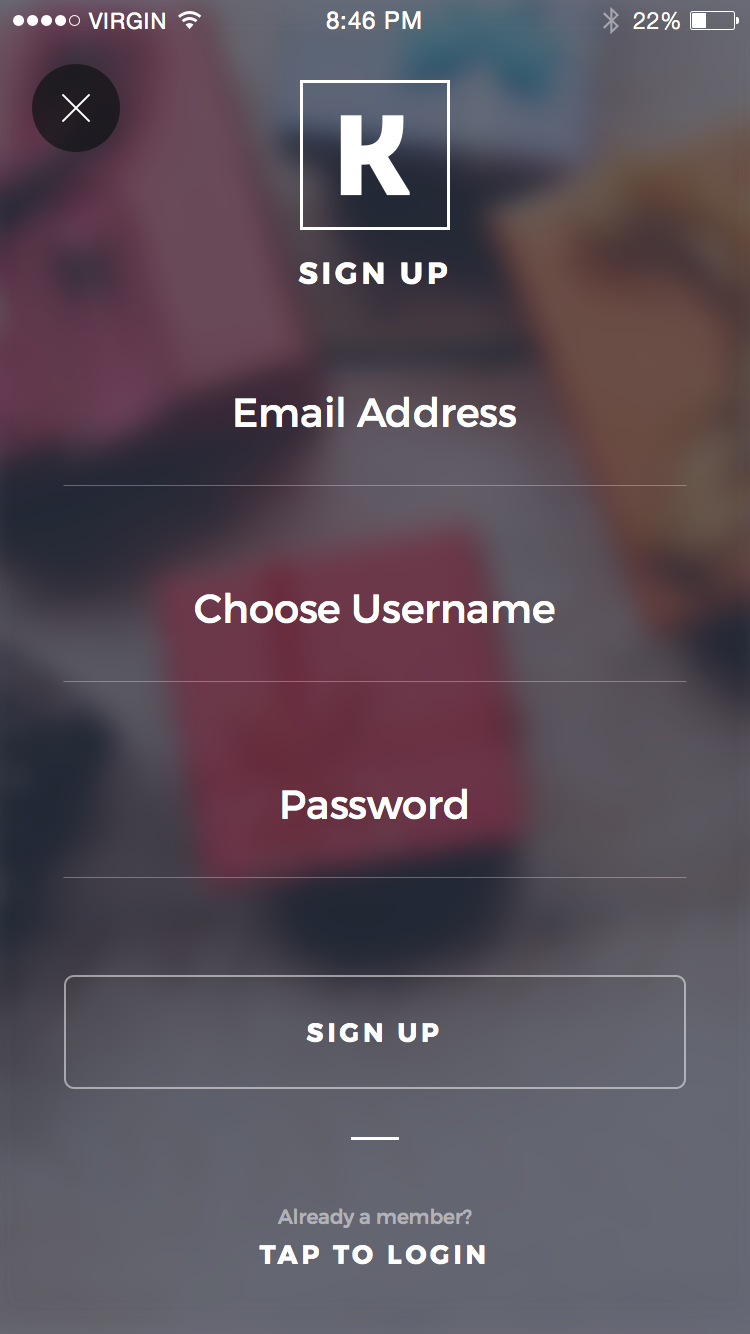 VIRGIN 8:46 PM 22%
K
SIGN UP
Email Address
Choose Username
Password
SIGN UP
Already a member?
TAP TO LOGIN